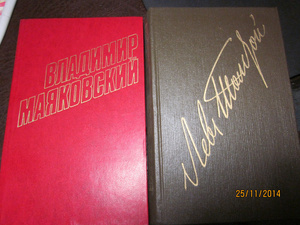 ВЛАДИМИР
МАЯКОВСКИЙ
Лев Толстой
25/11/2014